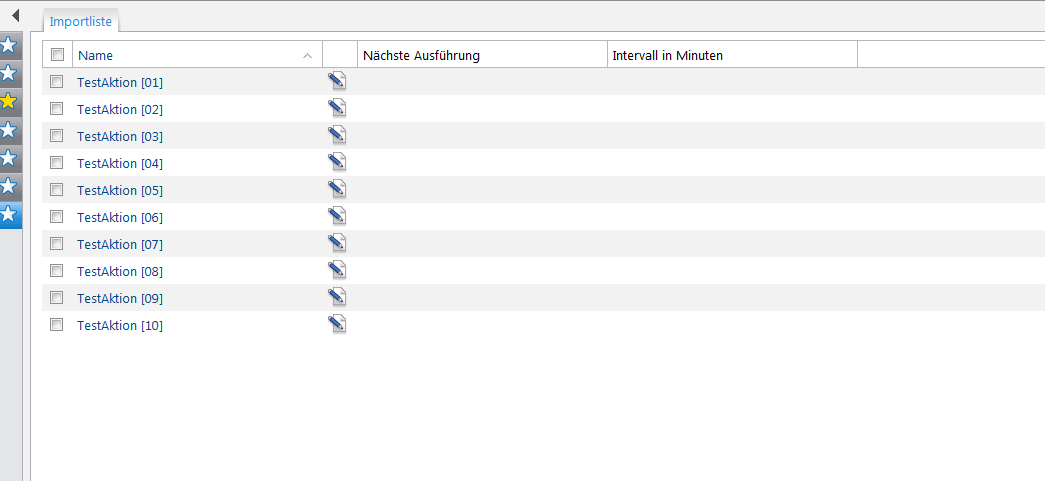 Importliste
Name Nächste Ausführung Intervall in Minuten
TestAktion [01]
TestAktion [02]
TestAktion [03]
TestAktion [04]
TestAktion [05]
TestAktion [06]
TestAktion [07]
TestAktion [08]
TestAktion [09]
TestAktion [10]